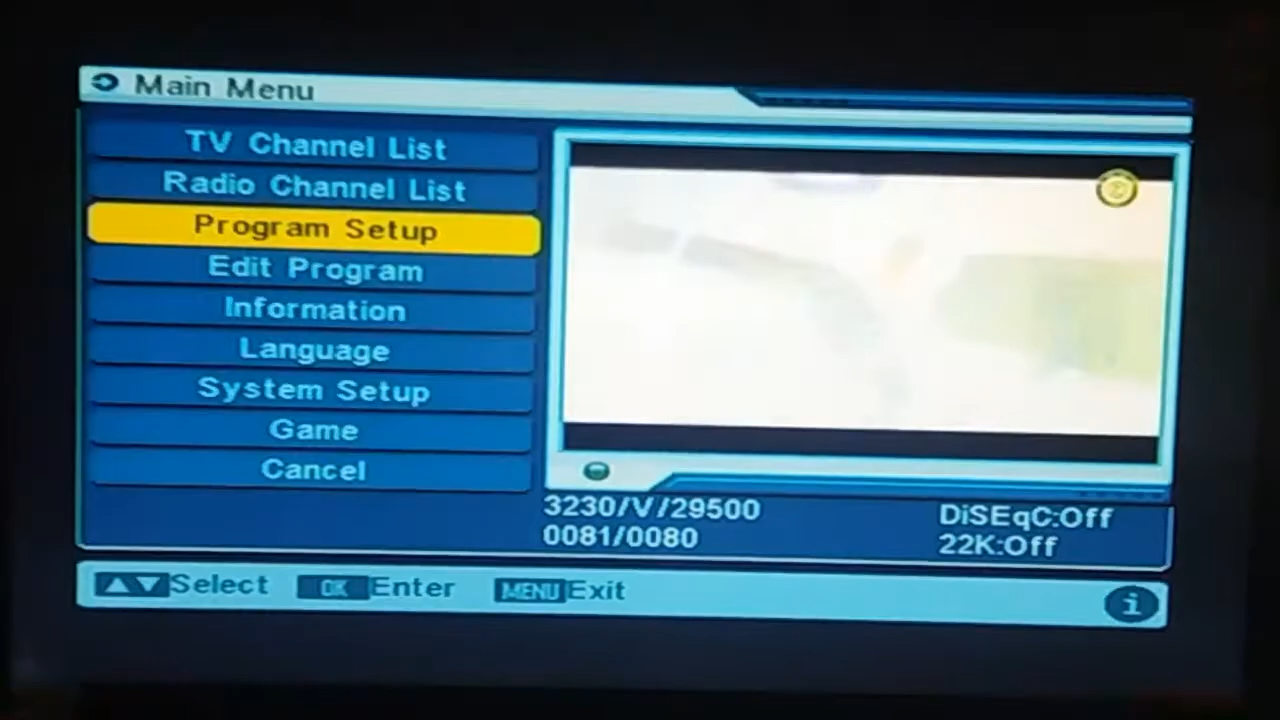 Main Menu
TV Channel List
Radio Channel List
Program Setup
Edit Program
Information
Language
System Setup
Game
Cancel
3230/V/29500
DiSEqC:Off
0081/0080
22K:Off
Select OK Enter MENU Exit
i